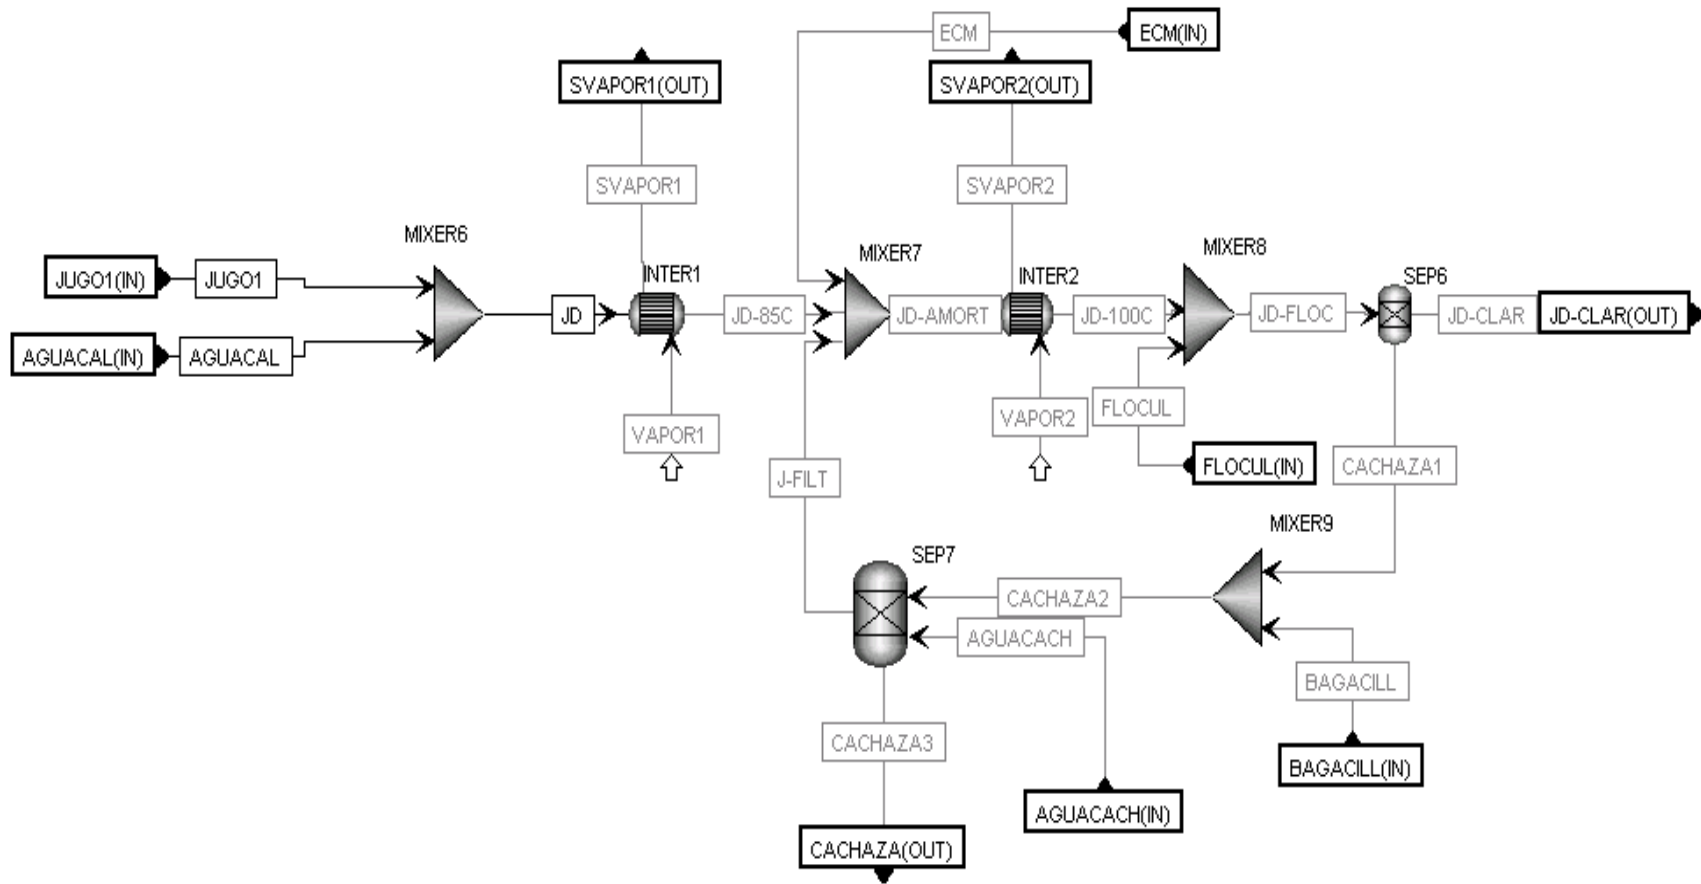 ECM
ECM(IN)
SVAPOR1(OUT)
SVAPOR2(OUT)
SVAPOR1
SVAPOR2
MIXER6
MIXER7
MIXER8
JUGO1(IN)
JUGO1
INTER1
INTER2
SEP6
JD
JD-85C
JD-AMORT
JD-100C
JD-FLOC
JD-CLAR
JD-CLAR(OUT)
AGUACAL(IN)
AGUACAL
VAPOR1
VAPOR2
FLOCUL
J-FILT
FLOCUL(IN)
CACHAZA1
MIXER9
SEP7
CACHAZA2
AGUACACH
BAGACILL
CACHAZA3
BAGACILL(IN)
AGUACACH(IN)
CACHAZA(OUT)